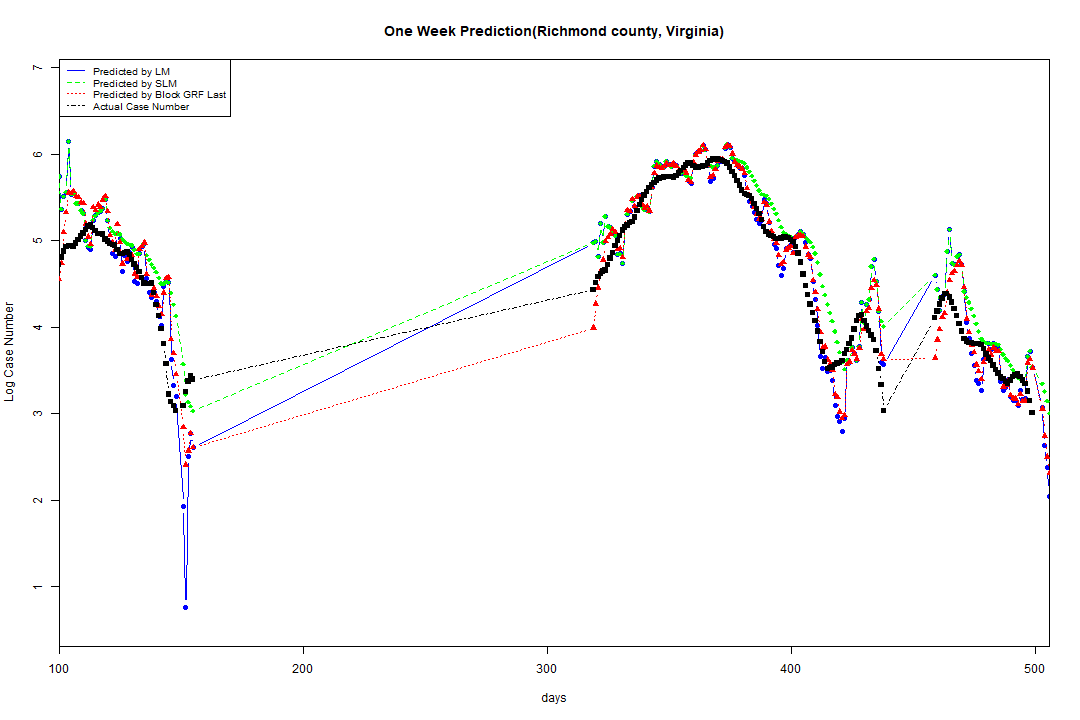 One Week Prediction(Richmond county, Virginia)
Predicted by LM
Predicted by SLM
Predicted by Block GRF Last
Actual Case Number
7
6
5
4
3
2
1
Log Case Number
100 200 300 400 500
days